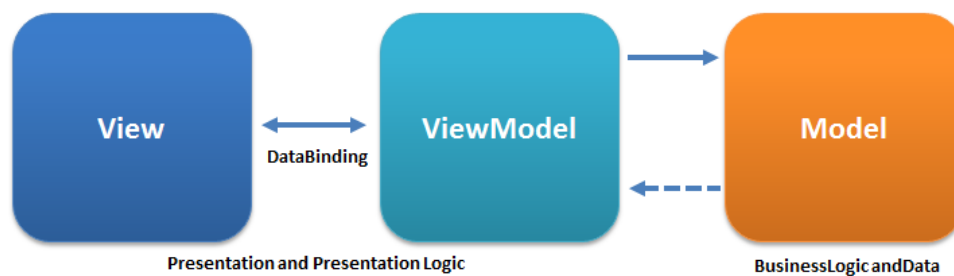 View
ViewModel
Model
DataBinding
Presentation and Presentation Logic
BusinessLogic andData